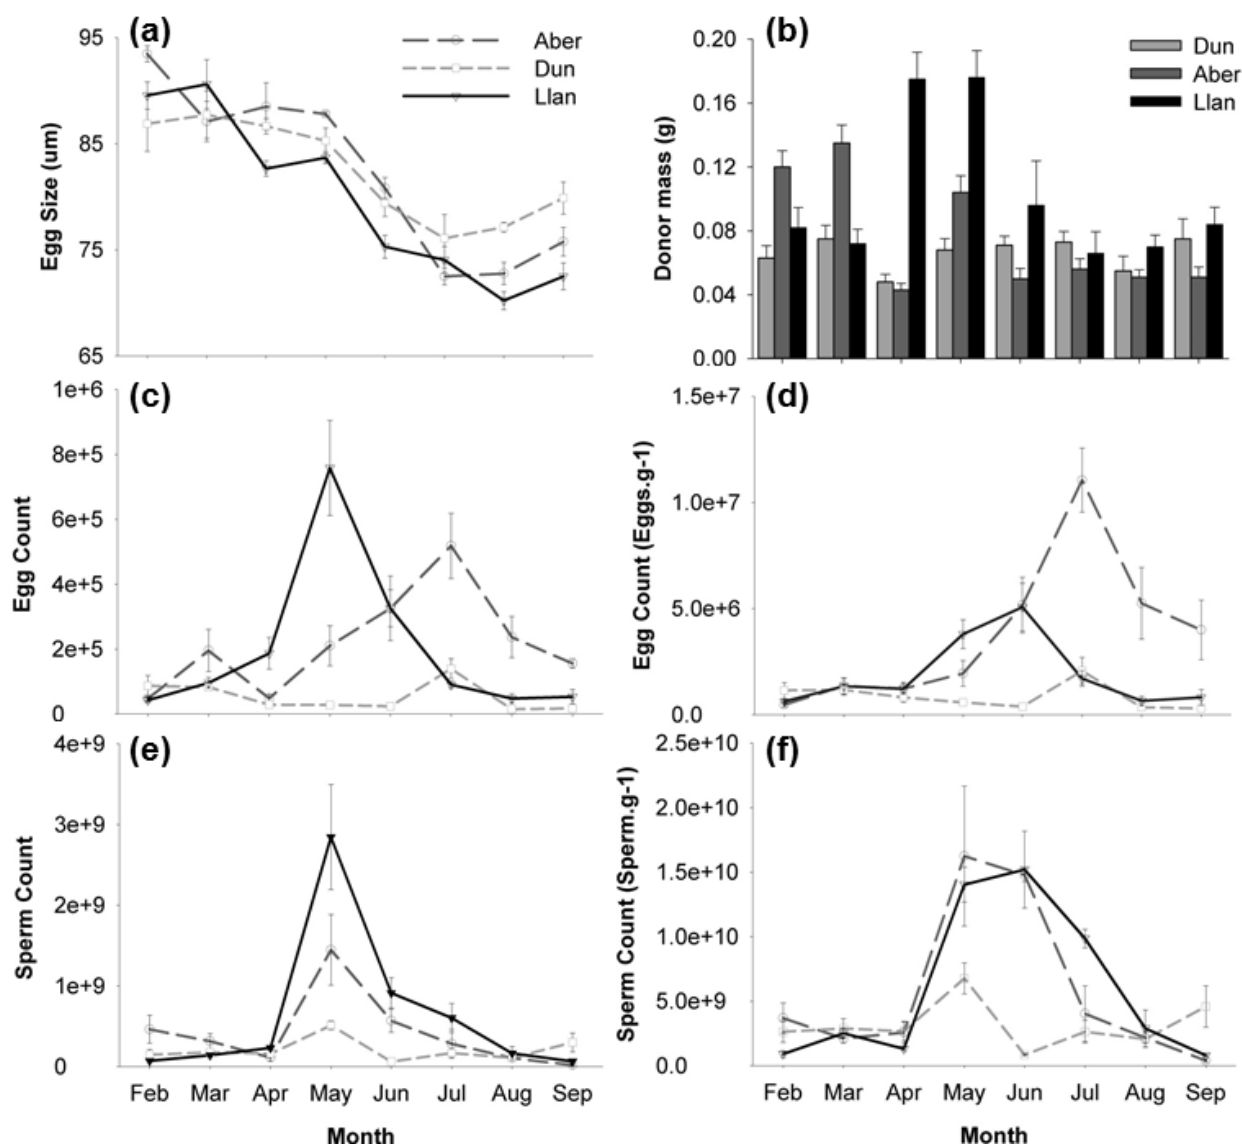 (a)
95
85
75
65
Egg Size (um)
Aber
Dun
Llan
(b)
0.20
0.16
0.12
0.08
0.04
0.00
Donor mass (g)
Dun
Aber
Llan
(c)
1e+6
8e+5
6e+5
4e+5
2e+5
0
Egg Count
(d)
1.5e+7
1.0e+7
5.0e+6
0.0
Egg Count (Eggs.g-1)
(e)
4e+9
3e+9
2e+9
1e+9
0
Sperm Count
Feb Mar Apr May Jun Jul Aug Sep
Month
(f)
2.5e+10
2.0e+10
1.5e+10
1.0e+10
5.0e+9
0.0
Sperm Count (Sperm.g-1)
Feb Mar Apr May Jun Jul Aug Sep
Month